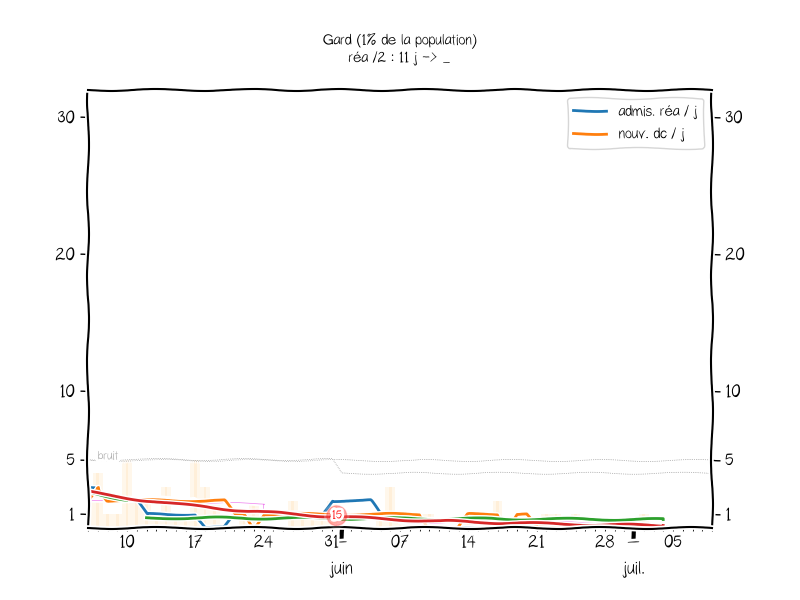 Gard (1% de la population)
réa /2 : 11 j -> _
admis. réa / j
nouv. dc / j
30
30
20
20
10
10
5
5
bruit
1
1
15
10
17
24
31
07
14
21
28
05
juin
juil.